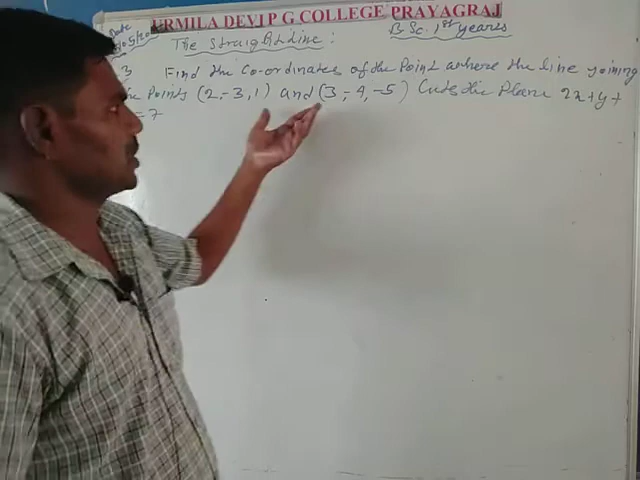 URMILA DEVI P G COLLEGE PRAYAGRAJ
Date
The Straight Line :
B.Sc. 1st years
3 Find the Co-ordinates of the Point where the line joining
the Points (2,-3,1) and (3,-4,-5) Cuts the Plane 2x+y+
= 7